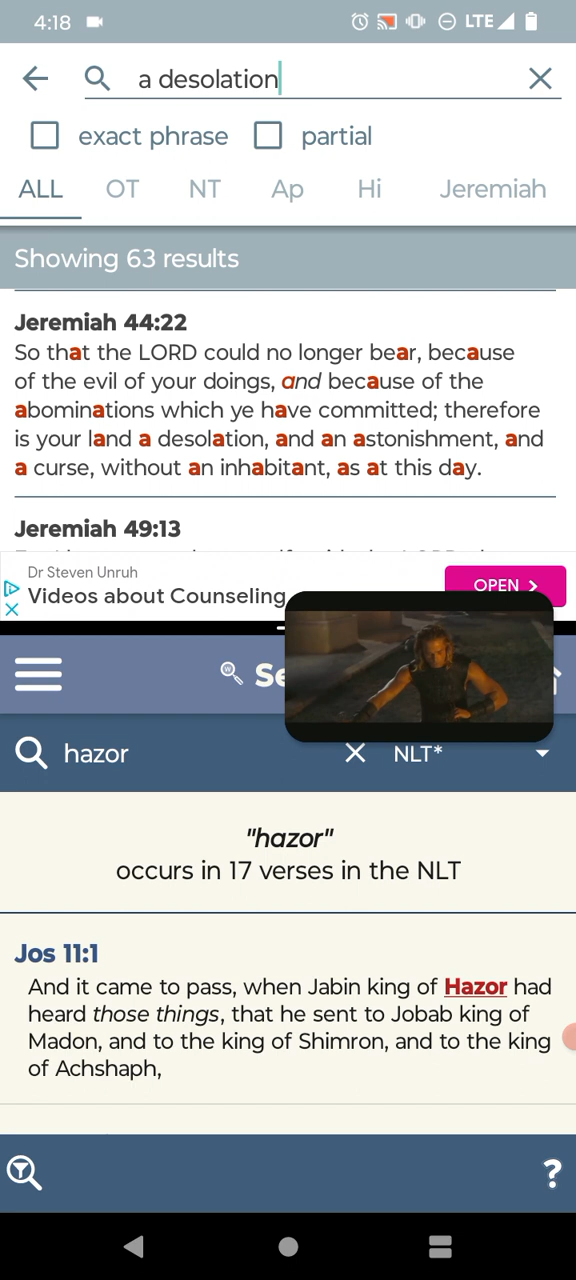 4:18 LTE
a desolation
exact phrase partial
ALL OT NT Ap Hi Jeremiah
Showing 63 results
Jeremiah 44:22
So that the LORD could no longer bear, because
of the evil of your doings, and because of the
abominations which ye have committed; therefore
is your land a desolation, and an astonishment, and
a curse, without an inhabitant, as at this day.
Jeremiah 49:13
Dr Steven Unruh
Videos about Counseling
OPEN
W
Se
hazor NLT*
"hazor"
occurs in 17 verses in the NLT
Jos 11:1
And it came to pass, when Jabin king of Hazor had
heard those things, that he sent to Jobab king of
Madon, and to the king of Shimron, and to the king
of Achshaph,
?